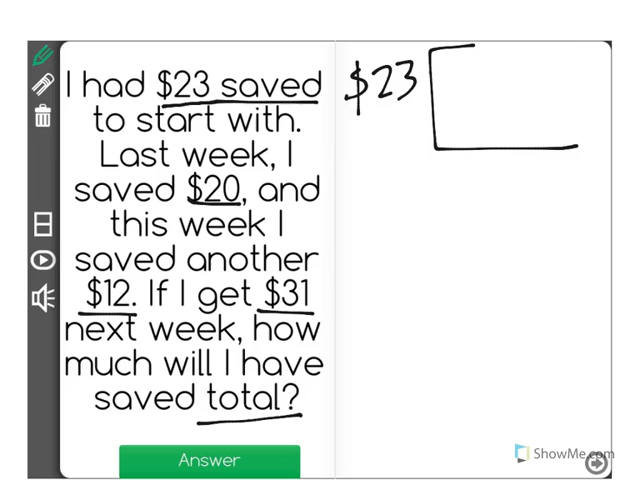 I had $23 saved
to start with.
Last week, I
saved $20, and
this week I
saved another
$12. If I get $31
next week, how
much will I have
saved total?
Answer
$23
ShowMe.com